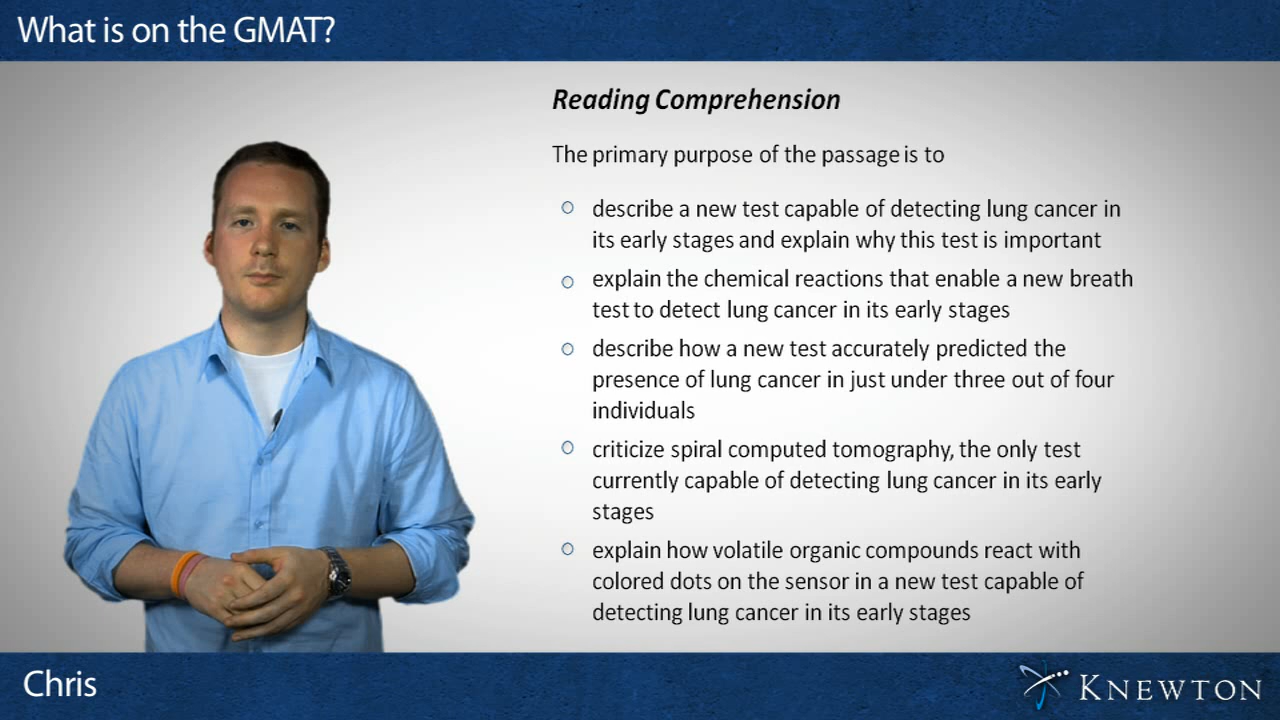 What is on the GMAT?
Reading Comprehension
The primary purpose of the passage is to
describe a new test capable of detecting lung cancer in
its early stages and explain why this test is important
explain the chemical reactions that enable a new breath
test to detect lung cancer in its early stages
describe how a new test accurately predicted the
presence of lung cancer in just under three out of four
individuals
criticize spiral computed tomography, the only test
currently capable of detecting lung cancer in its early
stages
explain how volatile organic compounds react with
colored dots on the sensor in a new test capable of
detecting lung cancer in its early stages
Chris
KNEWTON